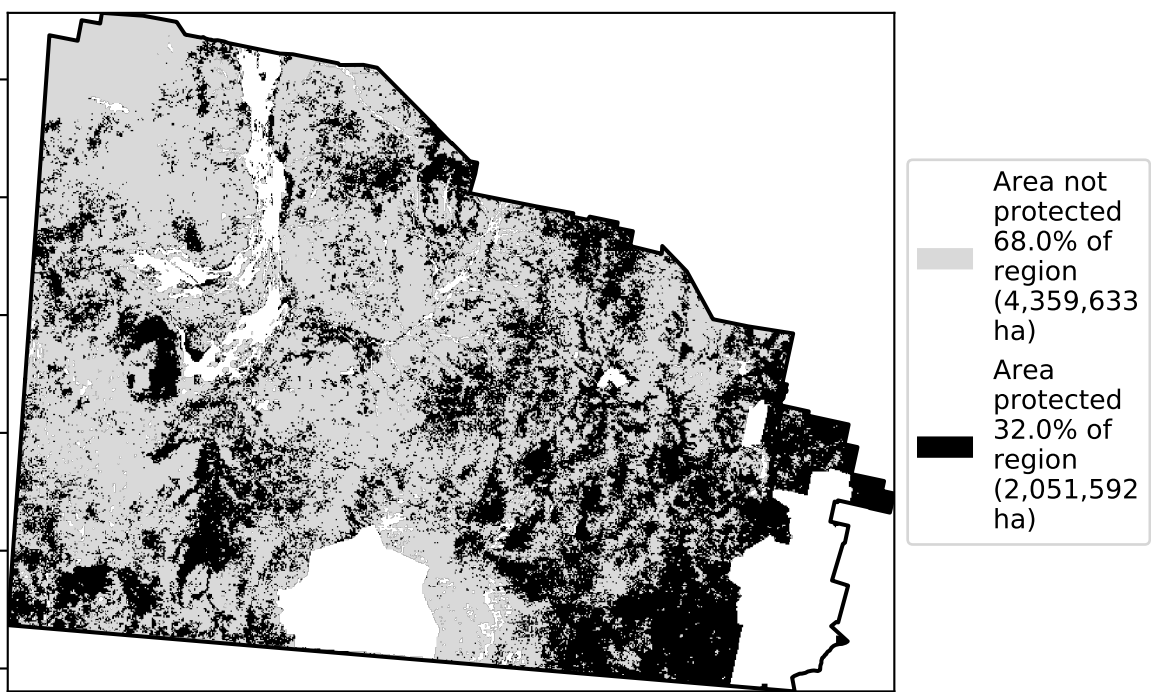 Area not
protected
68.0% of
region
(4,359,633
ha)
Area
protected
32.0% of
region
(2,051,592
ha)